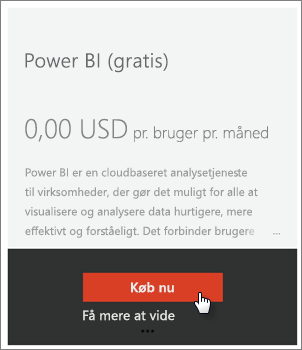 Power BI (gratis)
0,00 USD pr. bruger pr. måned
Power BI er en cloudbaseret analysetjeneste
til virksomheder, der gør det muligt for alle at
visualisere og analysere data hurtigere, mere
effektivt og forståeligt. Det forbinder brugere ...
Køb nu
Få mere at vide
...